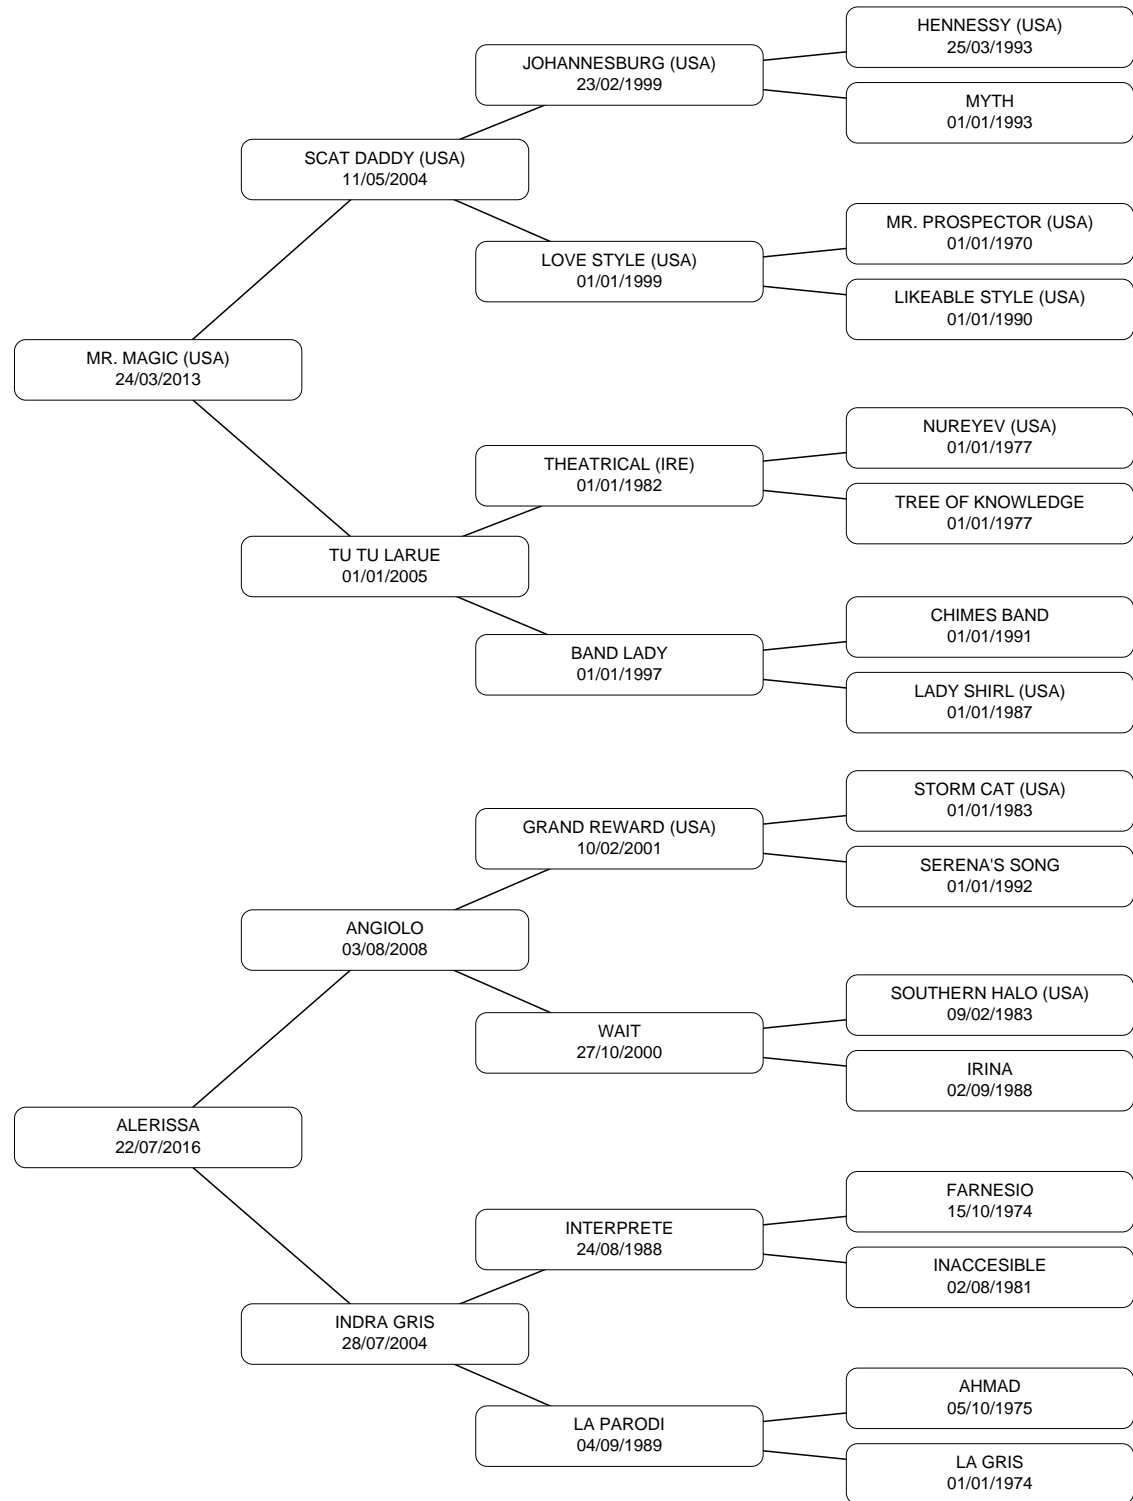 HENNESSY (USA)
25/03/1993
JOHANNESBURG (USA)
23/02/1999
MYTH
01/01/1993
SCAT DADDY (USA)
11/05/2004
MR. PROSPECTOR (USA)
01/01/1970
LOVE STYLE (USA)
01/01/1999
LIKEABLE STYLE (USA)
01/01/1990
MR. MAGIC (USA)
24/03/2013
NUREYEV (USA)
01/01/1977
THEATRICAL (IRE)
01/01/1982
TREE OF KNOWLEDGE
01/01/1977
TU TU LARUE
01/01/2005
CHIMES BAND
01/01/1991
BAND LADY
01/01/1997
LADY SHIRL (USA)
01/01/1987
STORM CAT (USA)
01/01/1983
GRAND REWARD (USA)
10/02/2001
SERENA'S SONG
01/01/1992
ANGIOLO
03/08/2008
SOUTHERN HALO (USA)
09/02/1983
WAIT
27/10/2000
IRINA
02/09/1988
ALERISSA
22/07/2016
FARNESIO
15/10/1974
INTERPRETE
24/08/1988
INACCESIBLE
02/08/1981
INDRA GRIS
28/07/2004
AHMAD
05/10/1975
LA PARODI
04/09/1989
LA GRIS
01/01/1974